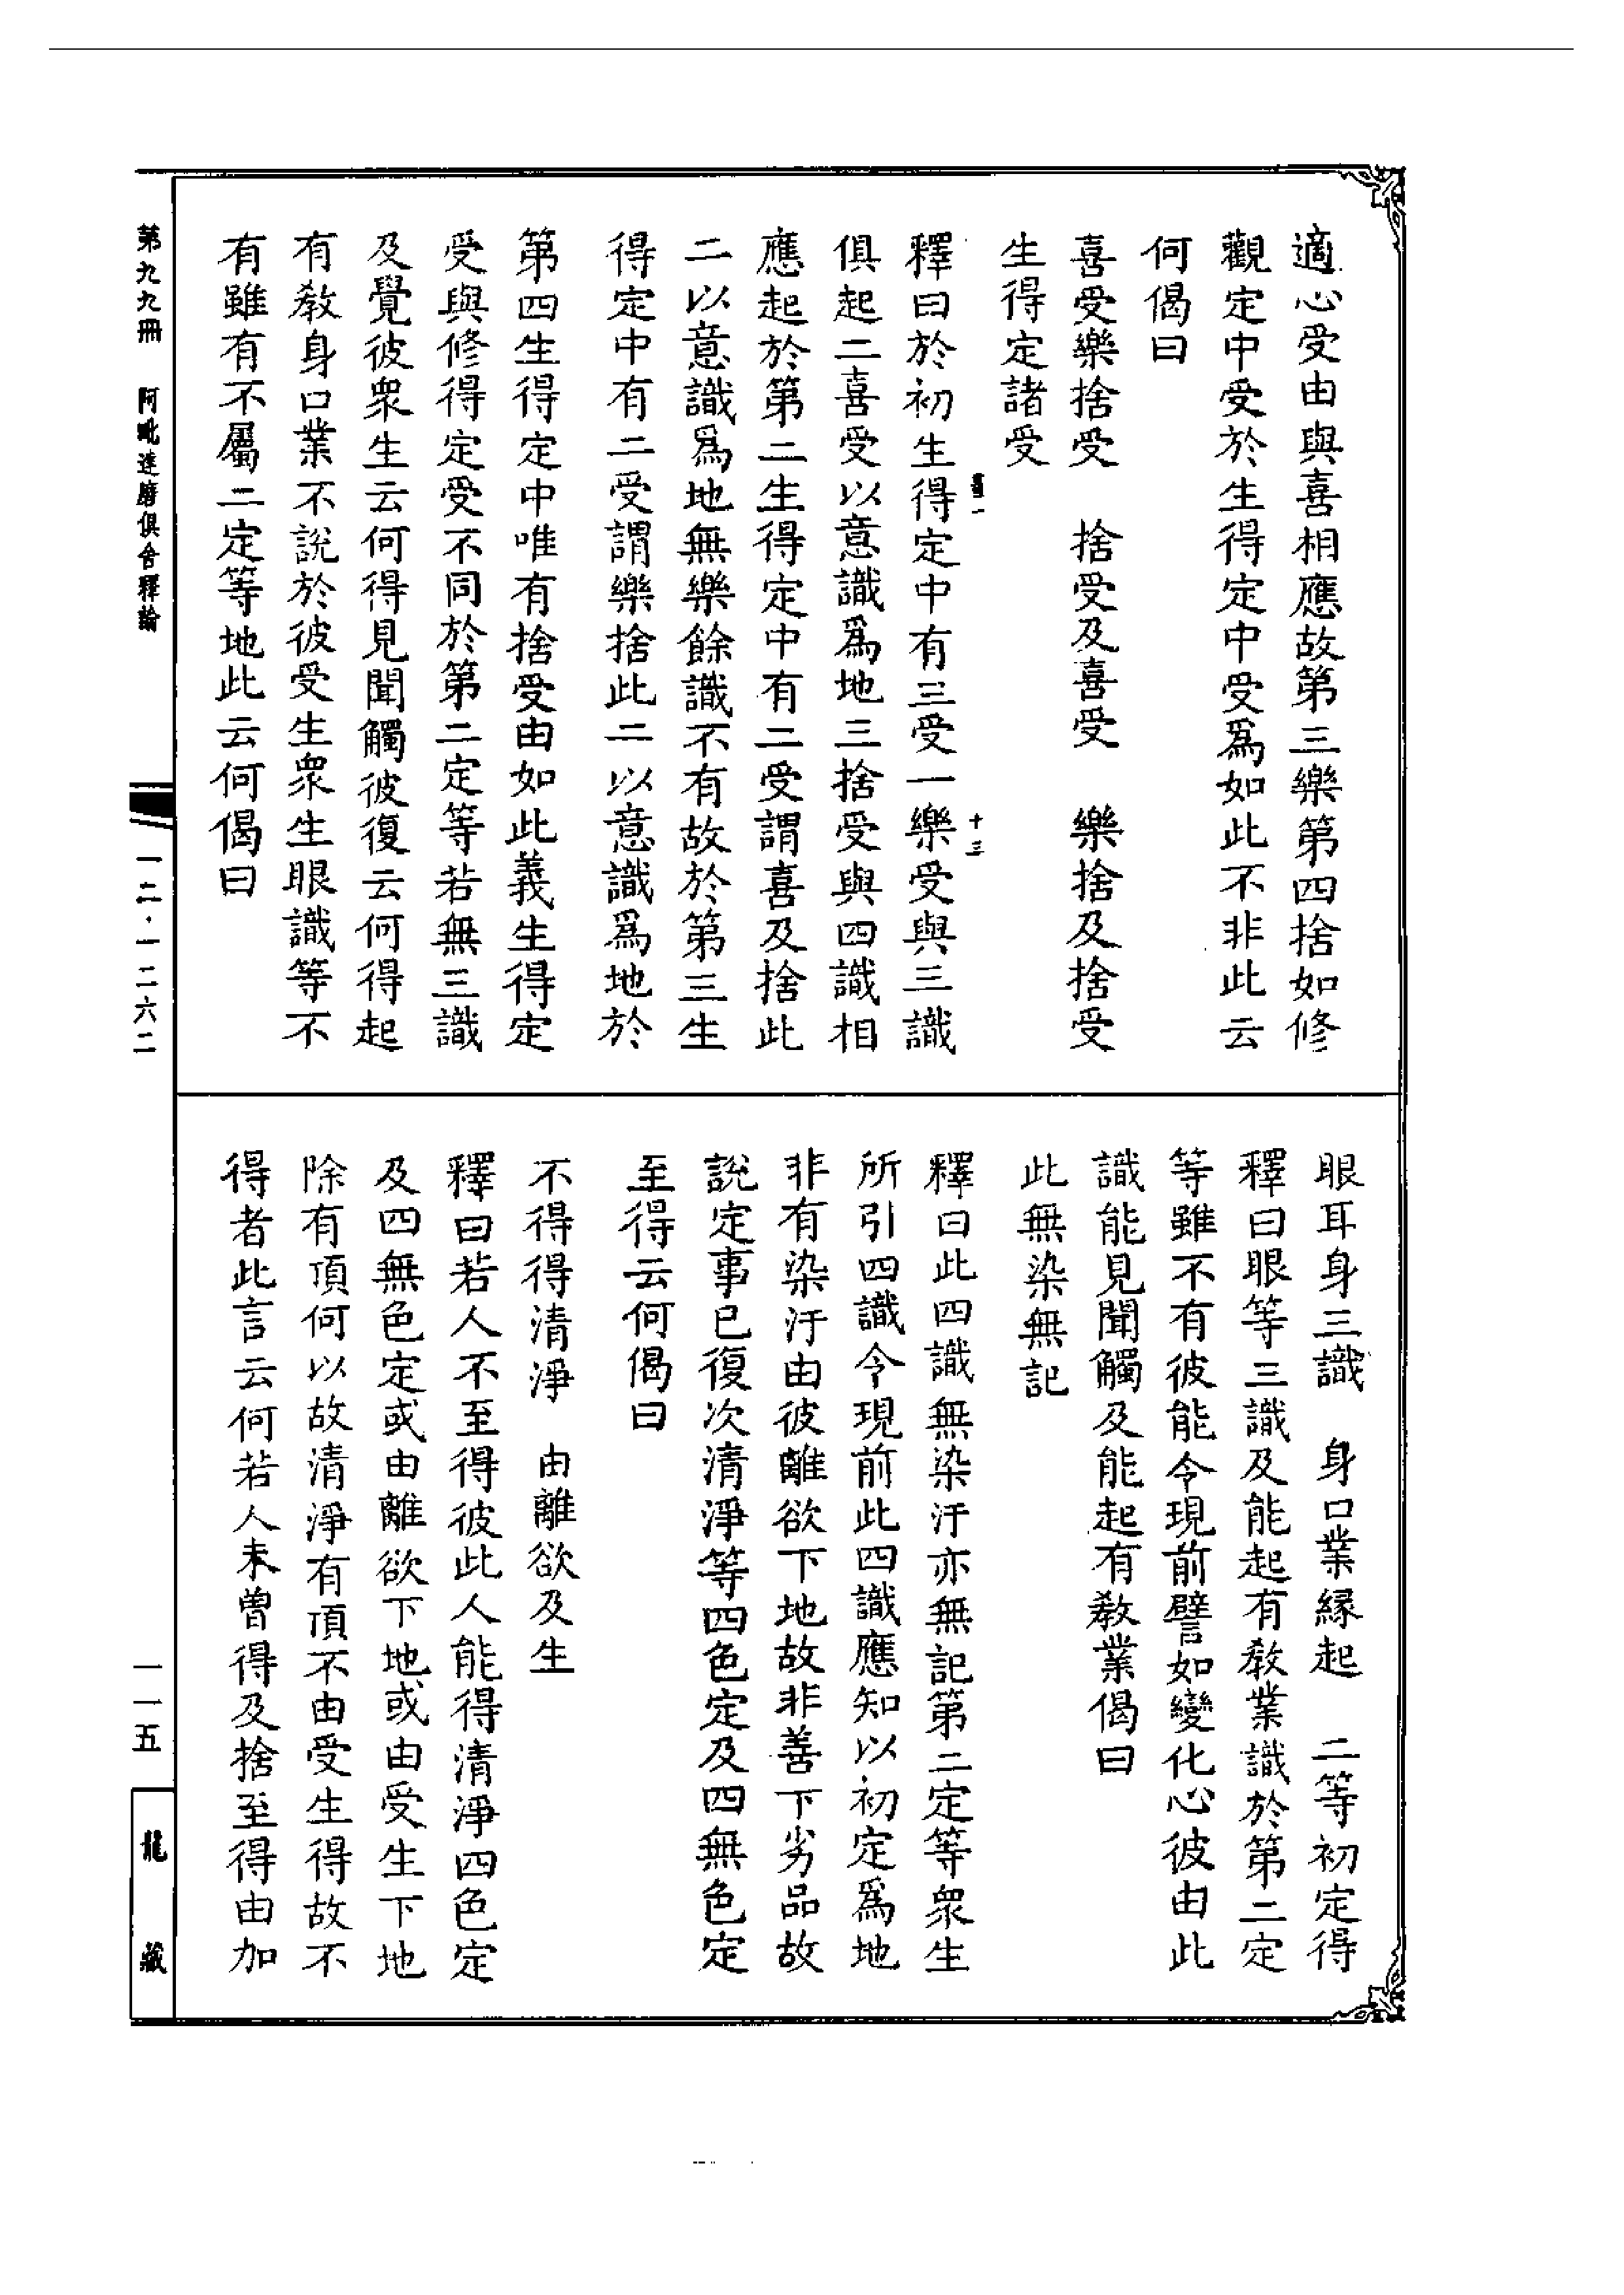 適心受由與喜相應故第三樂第四捨如修
觀定中受於生得定中受爲如此不非此云
何偈曰
喜受樂捨受　捨受及喜受　樂捨及捨受
生得定諸受
十三
釋曰於初生得定中有三受一樂受與三識
俱起二喜受以意識爲地三捨受與四識相
應起於第二生得定中有二受謂喜及捨此
二以意識爲地無樂餘識不有故於第三生
得定中有二受謂樂捨此二以意識爲地於
第四生得定中唯有捨受由如此義生得定
受與修得定受不同於第二定等若無三識
及覺彼衆生云何得見聞觸彼復云何得起
有教身口業不說於彼受生衆生眼識等不
有雖有不屬二定等地此云何偈曰
眼耳身三識　身口業緣起　二等初定得
釋曰眼等三識及能起有教業識於第二定
等雖不有彼能令現前譬如變化心彼由此
識能見聞觸及能起有教業偈曰
此無染無記
釋曰此四識無染汙亦無記第二定等衆生
所引四識令現前此四識應知以初定爲地
非有染汙由彼離欲下地故非善下劣品故
說定事已復次清淨等四色定及四無色定
至得云何偈曰
不得得清淨　由離欲及生
釋曰若人不至得彼此人能得清淨四色定
及四無色定或由離欲下地或由受生下地
除有頂何以故清淨有頂不由受生得故不
得者此言云何若人未曾得及捨至得由加
第九九冊　阿毗達磨俱舍釋論
一二·一二六二
一一五
龍藏